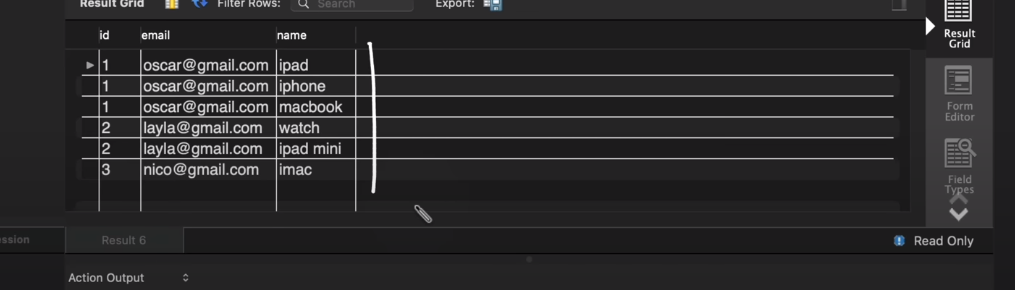 Result Grid Filter Rows: Search Export:
id email name
1 oscar@gmail.com ipad
1 oscar@gmail.com iphone
1 oscar@gmail.com macbook
2 layla@gmail.com watch
2 layla@gmail.com ipad mini
3 nico@gmail.com imac
Result
Grid
Form
Editor
Field
Types
ession Result 6 Read Only
Action Output